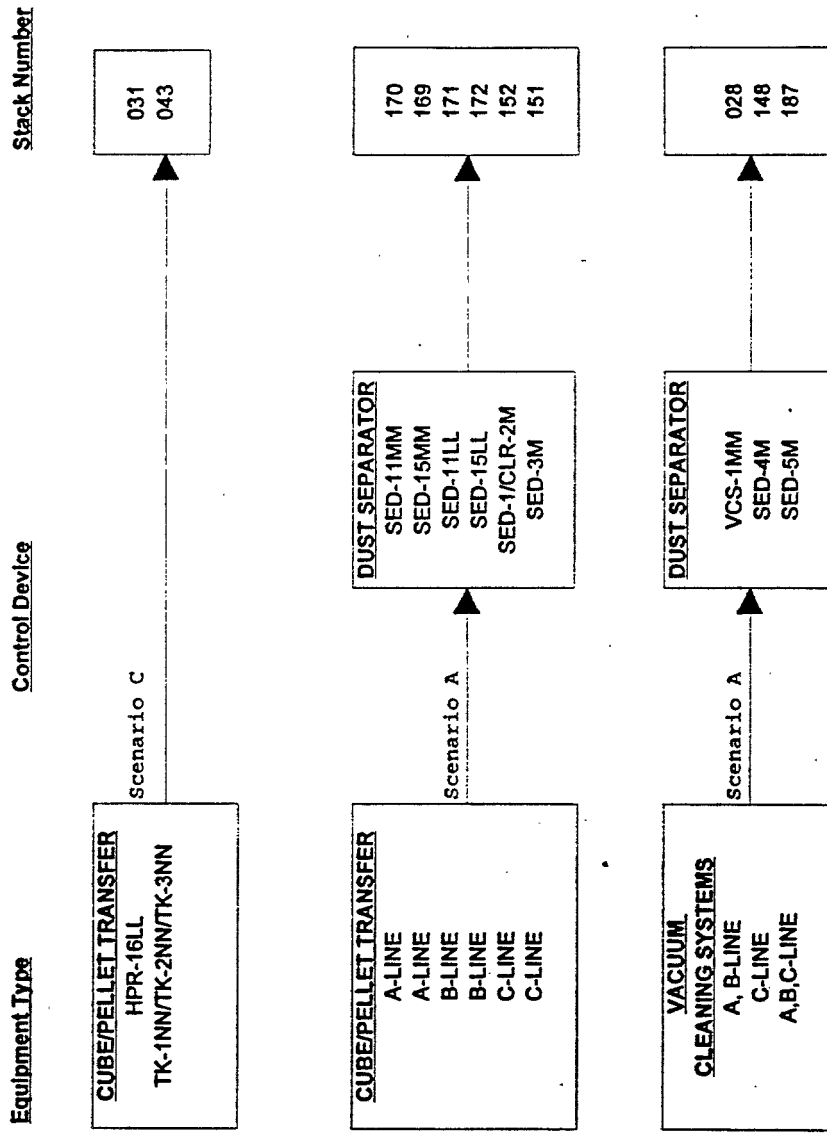 Equipment Type
Control Device
Stack Number
CUBE/PELLET TRANSFER
HPR-16LL
TK-1NN/TK-2NN/TK-3NN
Scenario C
031
043
CUBE/PELLET TRANSFER
A-LINE
A-LINE
B-LINE
B-LINE
C-LINE
C-LINE
Scenario A
DUST SEPARATOR
SED-11MM
SED-15MM
SED-11LL
SED-15LL
SED-1/CLR-2M
SED-3M
170
169
171
172
152
151
VACUUM
CLEANING SYSTEMS
A, B-LINE
C-LINE
A,B,C-LINE
Scenario A
DUST SEPARATOR
VCS-1MM
SED-4M
SED-5M
028
148
187